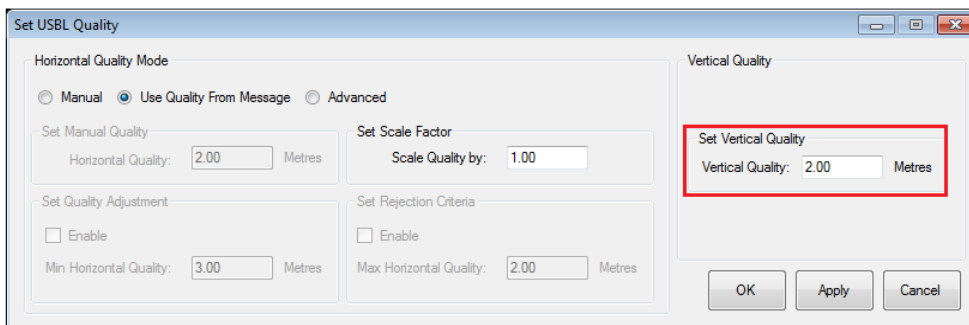 Set USBL Quality
Horizontal Quality Mode
Manual Use Quality From Message Advanced
Set Manual Quality
Horizontal Quality: 2.00 Metres
Set Scale Factor
Scale Quality by: 1.00
Set Quality Adjustment
Enable
Min Horizontal Quality: 3.00 Metres
Set Rejection Criteria
Enable
Max Horizontal Quality: 2.00 Metres
Vertical Quality
Set Vertical Quality
Vertical Quality: 2.00 Metres
OK Apply Cancel